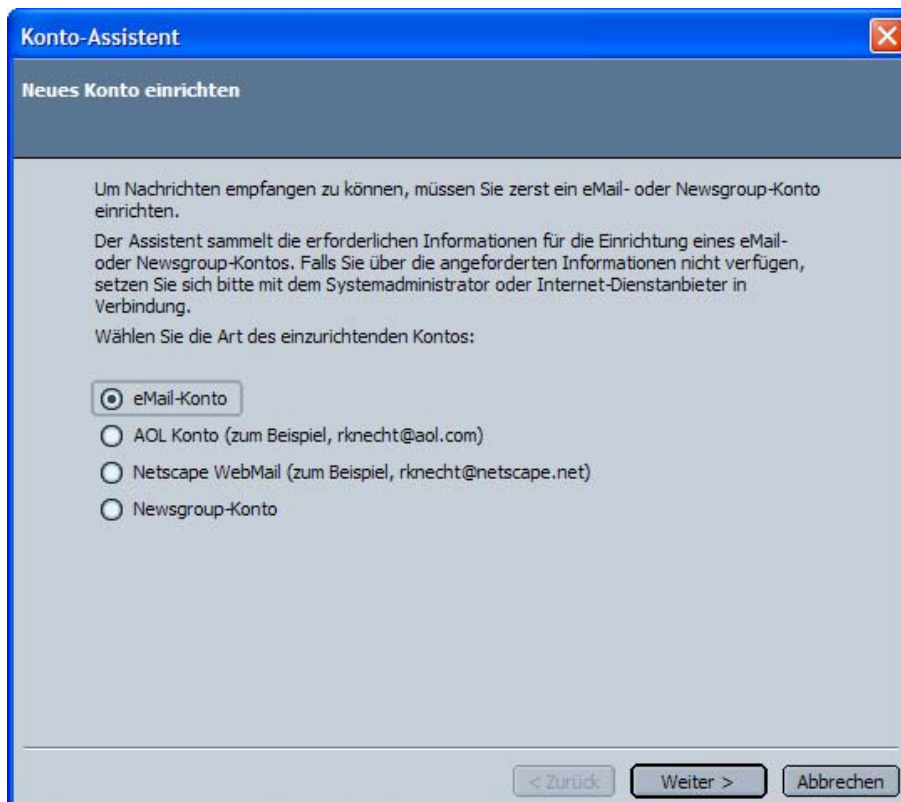 Konto-Assistent
Neues Konto einrichten
Um Nachrichten empfangen zu können, müssen Sie zerst ein eMail- oder Newsgroup-Konto
einrichten.
Der Assistent sammelt die erforderlichen Informationen für die Einrichtung eines eMail-
oder Newsgroup-Kontos. Falls Sie über die angeforderten Informationen nicht verfügen,
setzen Sie sich bitte mit dem Systemadministrator oder Internet-Dienstanbieter in
Verbindung.
Wählen Sie die Art des einzurichtenden Kontos:
eMail-Konto
AOL Konto (zum Beispiel, rknecht@aol.com)
Netscape WebMail (zum Beispiel, rknecht@netscape.net)
Newsgroup-Konto
< Zurück Weiter > Abbrechen